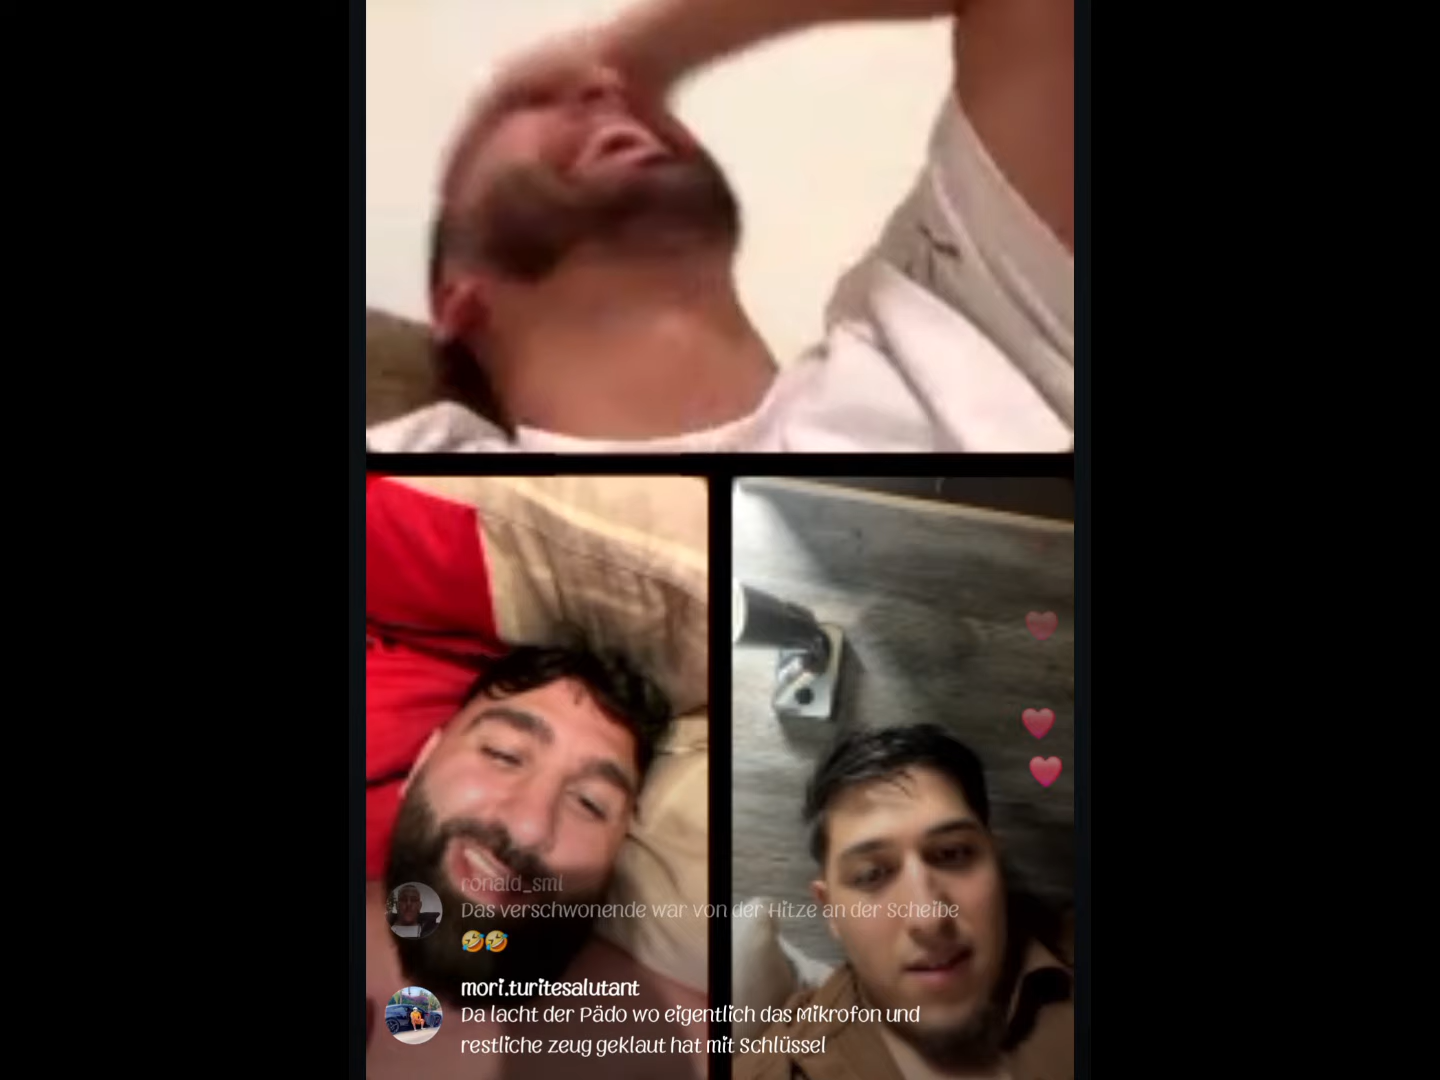 ronald_sml
Das verschwonende war von der Hitze an der Scheibe
🤣🤣
mori.turitesalutant
Da lacht der Pädo wo eigentlich das Mikrofon und
restliche zeug geklaut hat mit Schlüssel